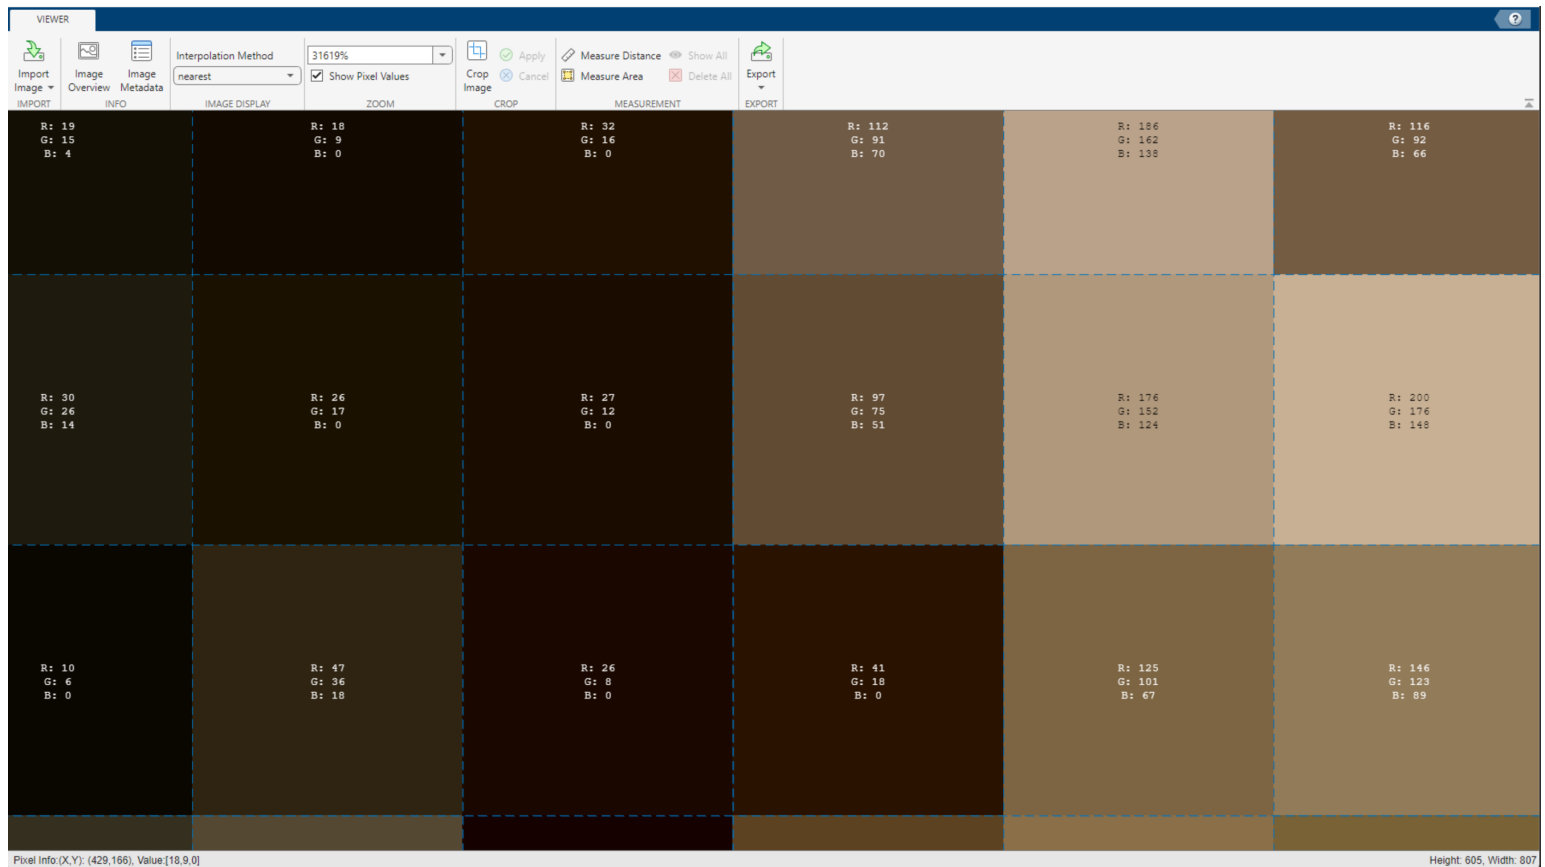 VIEWER
?
Import Image
Image Overview
Image Metadata
Interpolation Method
nearest
31619%
Show Pixel Values
Crop Image
Apply
Cancel
Measure Distance
Measure Area
Show All
Delete All
Export
IMPORT INFO IMAGE DISPLAY ZOOM CROP MEASUREMENT EXPORT
R: 19 R: 18 R: 32 R: 112 R: 186 R: 116
G: 15 G: 9 G: 16 G: 91 G: 162 G: 92
B: 4 B: 0 B: 0 B: 70 B: 138 B: 66
R: 30 R: 26 R: 27 R: 97 R: 176 R: 200
G: 26 G: 17 G: 12 G: 75 G: 152 G: 176
B: 14 B: 0 B: 0 B: 51 B: 124 B: 148
R: 10 R: 47 R: 26 R: 41 R: 125 R: 146
G: 6 G: 36 G: 8 G: 18 G: 101 G: 123
B: 0 B: 18 B: 0 B: 0 B: 67 B: 89
Pixel Info:(X,Y): (429,166), Value:[18,9,0]
Height: 605, Width: 807